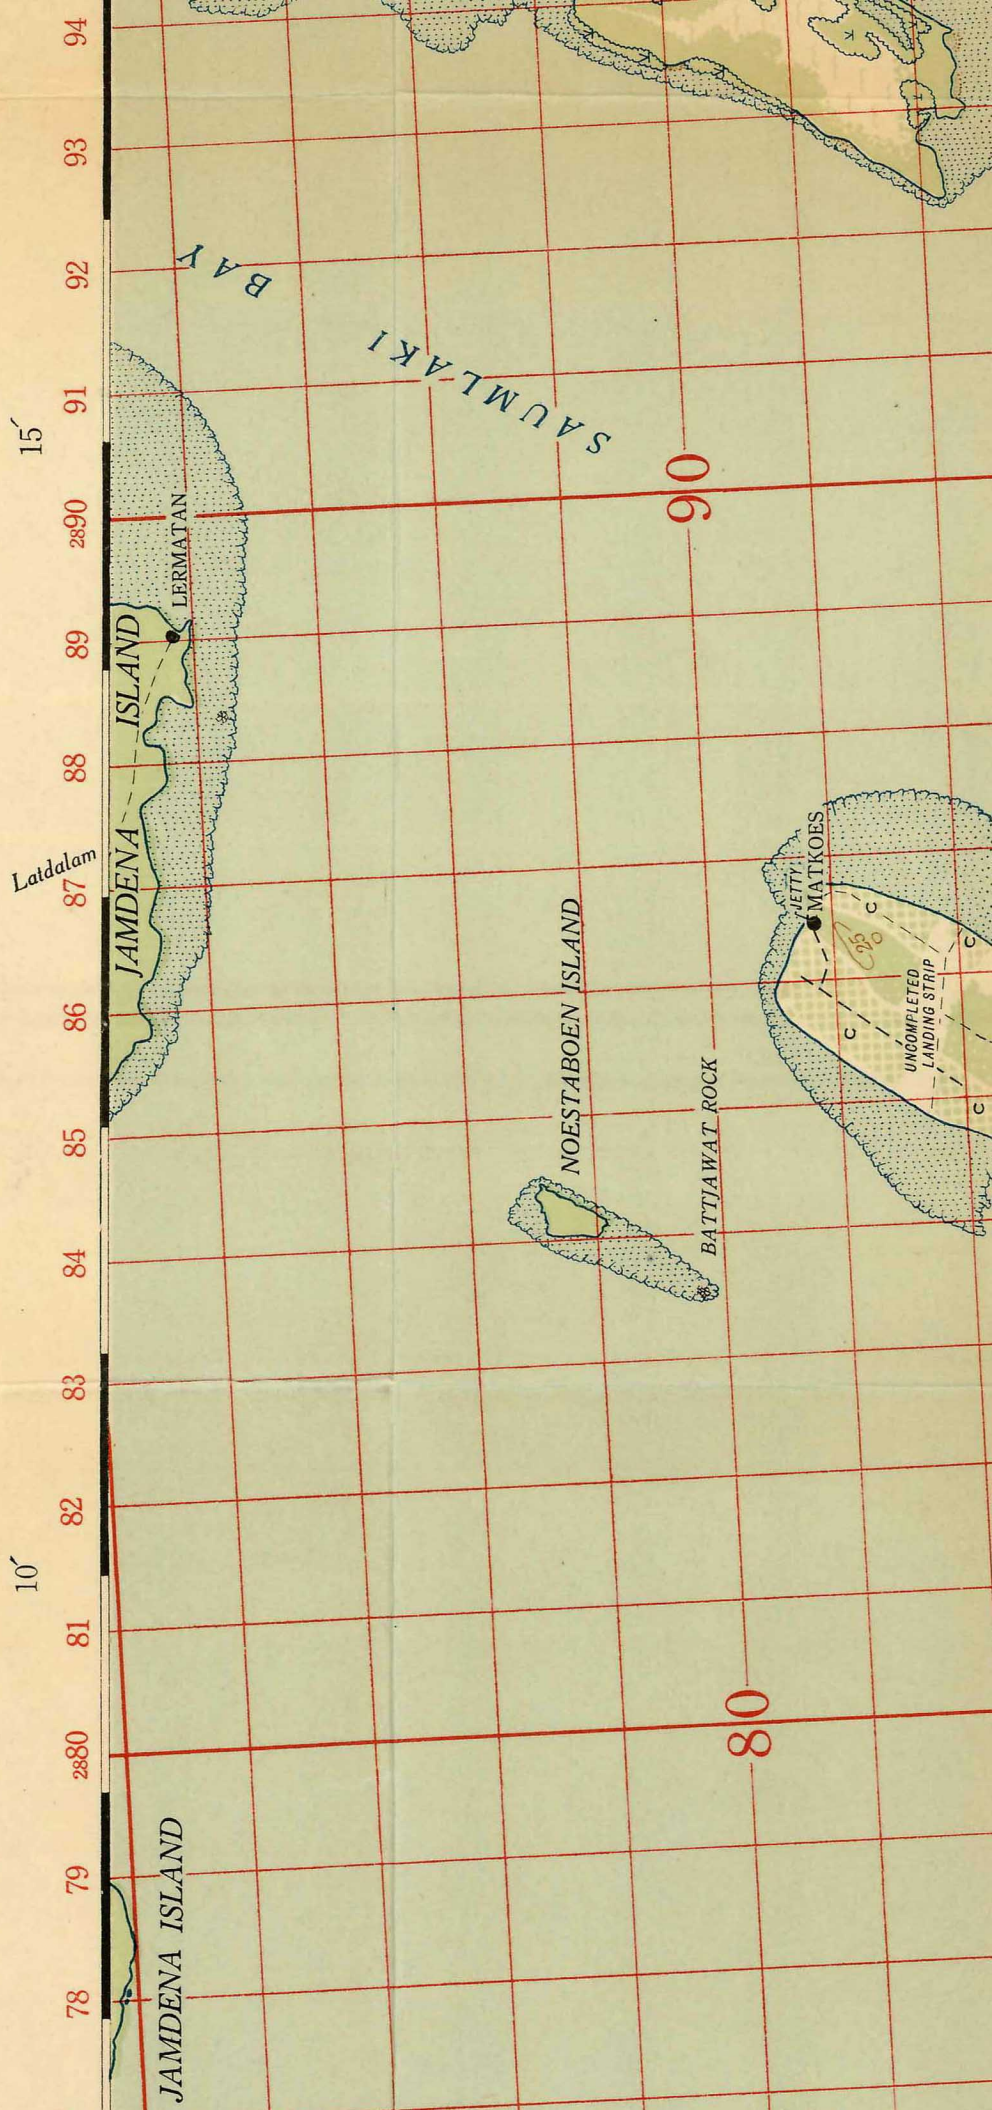 10′
15′
Latdalam
78
79
2880
81
82
83
84
85
86
87
88
89
2890
91
92
93
94
JAMDENA ISLAND
JAMDENA ISLAND
LERMATAN
SAUMLAKI BAY
NOESTABOEN ISLAND
90
80
BATTJAWAT ROCK
JETTY
MATKOES
25
UNCOMPLETED
LANDING STRIP
C
C
C
C
K
K
K
K
K